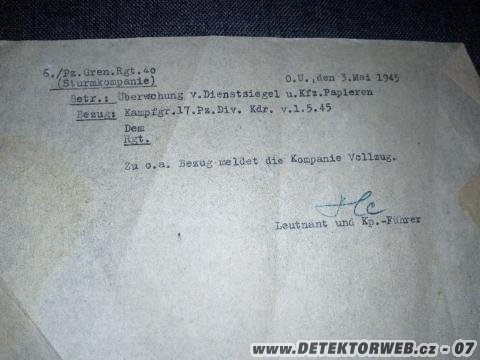 6./Pz.Gren.Rgt.40
(Sturmkompanie)
O.U., den 3.Mai 1945
Betr.: Überwchung v.Dienstsiegel u.Kfz.Papieren
Bezug: Kampfgr.17.Pz.Div. Kdr. v.1.5.45
Dem
Rgt.
Zu o.a. Bezug meldet die Kompanie Vollzug.
Leutnant und Kp.-Führer
www.DETEKTORWEB.cz - 07